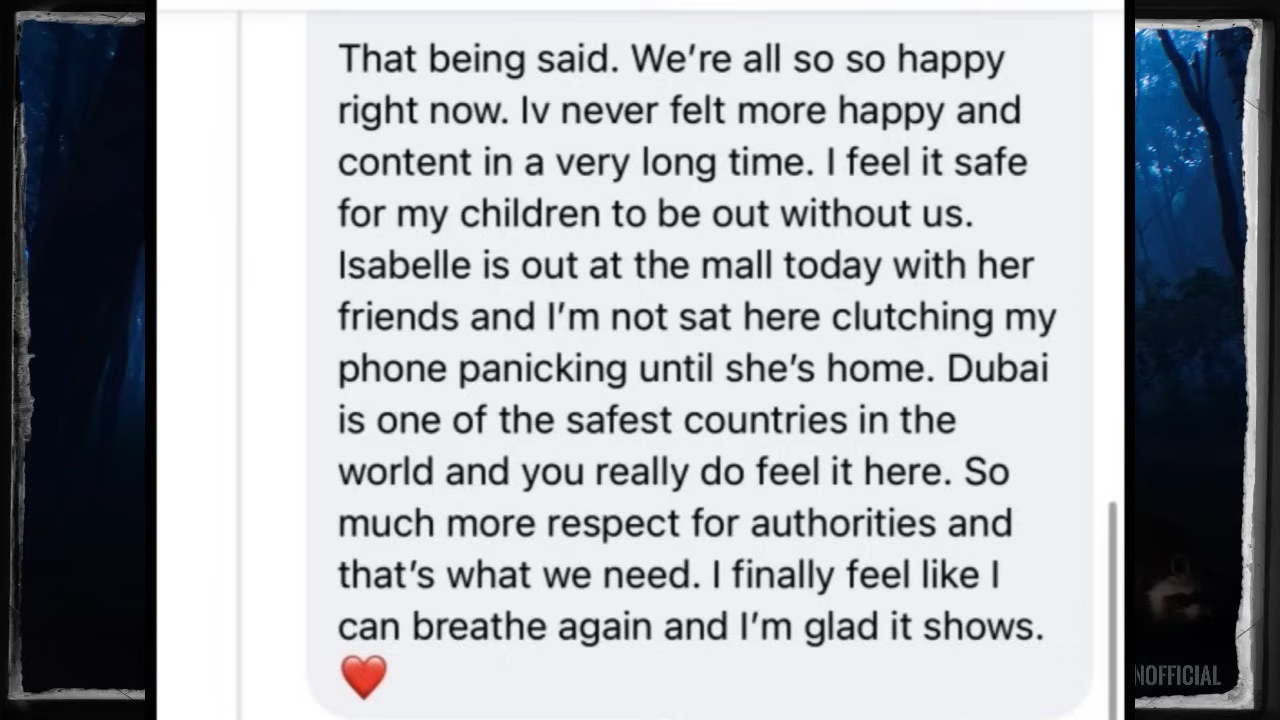 That being said. We're all so so happy
right now. Iv never felt more happy and
content in a very long time. I feel it safe
for my children to be out without us.
Isabelle is out at the mall today with her
friends and I'm not sat here clutching my
phone panicking until she's home. Dubai
is one of the safest countries in the
world and you really do feel it here. So
much more respect for authorities and
that's what we need. I finally feel like I
can breathe again and I'm glad it shows.
❤️
NOFFICIAL